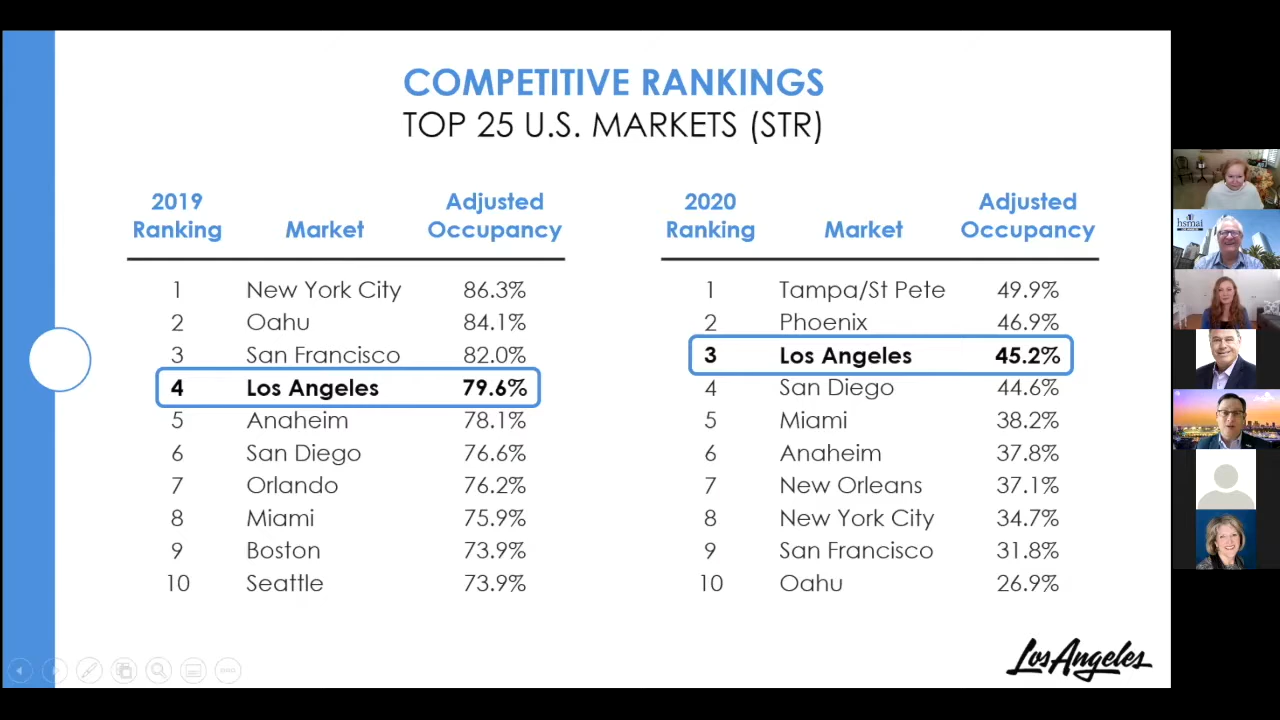 COMPETITIVE RANKINGS
TOP 25 U.S. MARKETS (STR)
2019 Ranking Market Adjusted Occupancy
1 New York City 86.3%
2 Oahu 84.1%
3 San Francisco 82.0%
4 Los Angeles 79.6%
5 Anaheim 78.1%
6 San Diego 76.6%
7 Orlando 76.2%
8 Miami 75.9%
9 Boston 73.9%
10 Seattle 73.9%
2020 Ranking Market Adjusted Occupancy
1 Tampa/St Pete 49.9%
2 Phoenix 46.9%
3 Los Angeles 45.2%
4 San Diego 44.6%
5 Miami 38.2%
6 Anaheim 37.8%
7 New Orleans 37.1%
8 New York City 34.7%
9 San Francisco 31.8%
10 Oahu 26.9%
Los Angeles
hsmai